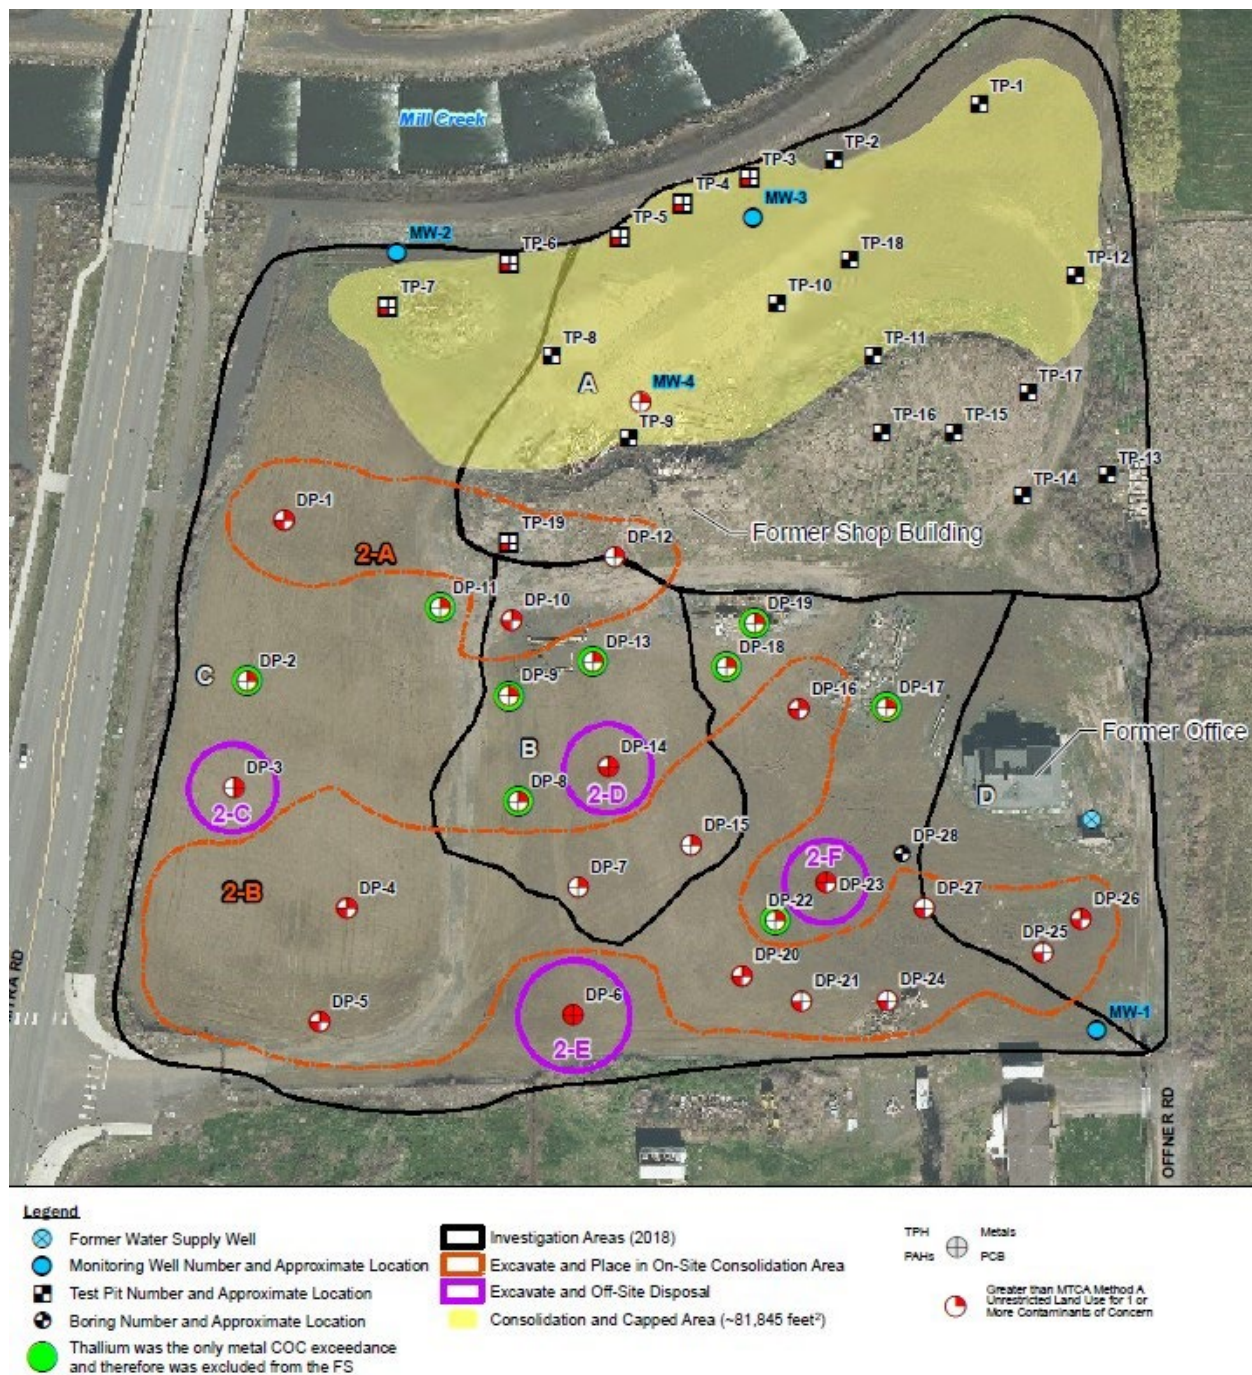 Mill Creek
TP-1
TP-2
TP-3
TP-4
MW-3
TP-5
MW-2
TP-6
TP-18
TP-12
TP-7
TP-10
TP-8
TP-11
A
MW-4
TP-17
TP-9
TP-16
TP-15
TP-13
TP-14
DP-1
TP-19
Former Shop Building
DP-12
2-A
DP-11
DP-10
DP-19
DP-13
DP-18
C
DP-2
DP-9
DP-16
DP-17
Former Office
B
DP-14
DP-3
2-D
DP-8
D
2-C
DP-15
DP-28
2-F
DP-7
DP-23
2-B
DP-4
DP-27
DP-22
DP-26
DP-25
DP-20
DP-5
DP-6
DP-21
DP-24
MW-1
2-E
RD
OFFNER RD
Legend
Former Water Supply Well
Monitoring Well Number and Approximate Location
Test Pit Number and Approximate Location
Boring Number and Approximate Location
Thallium was the only metal COC exceedance
and therefore was excluded from the FS
Investigation Areas (2018)
Excavate and Place in On-Site Consolidation Area
Excavate and Off-Site Disposal
Consolidation and Capped Area (~81,845 feet²)
TPH Metals
PAHs PCB
Greater than MTCA Method A
Unrestricted Land Use for 1 or
More Contaminants of Concern